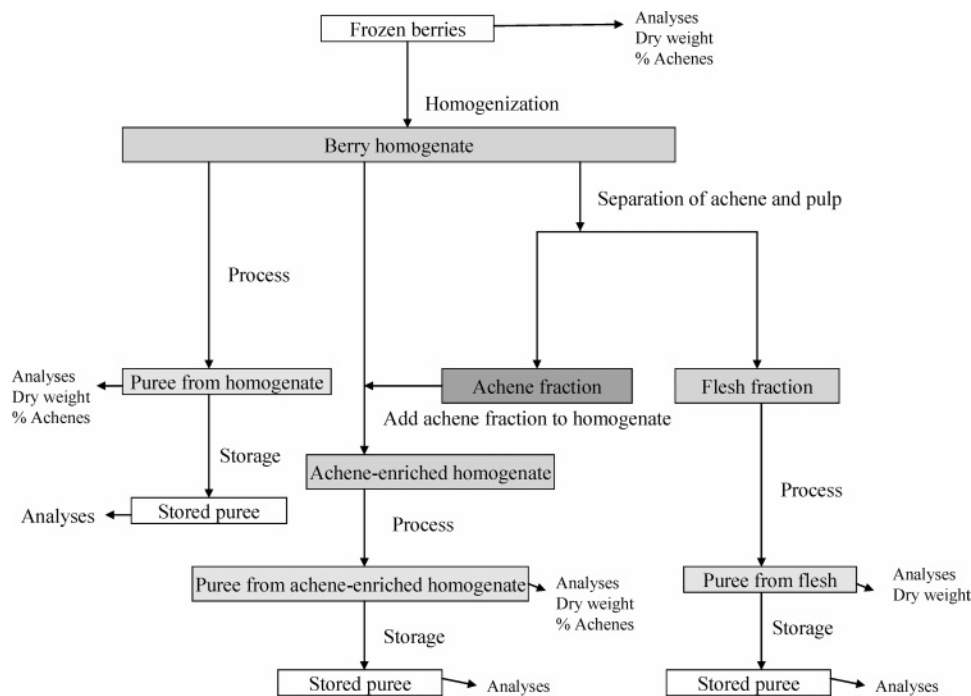 Frozen berries
Analyses
Dry weight
% Achenes
Homogenization
Berry homogenate
Separation of achene and pulp
Process
Analyses
Dry weight
% Achenes
Puree from homogenate
Achene fraction
Flesh fraction
Add achene fraction to homogenate
Storage
Achene-enriched homogenate
Process
Analyses
Stored puree
Process
Puree from achene-enriched homogenate
Analyses
Dry weight
% Achenes
Puree from flesh
Analyses
Dry weight
Storage
Storage
Stored puree
Analyses
Stored puree
Analyses